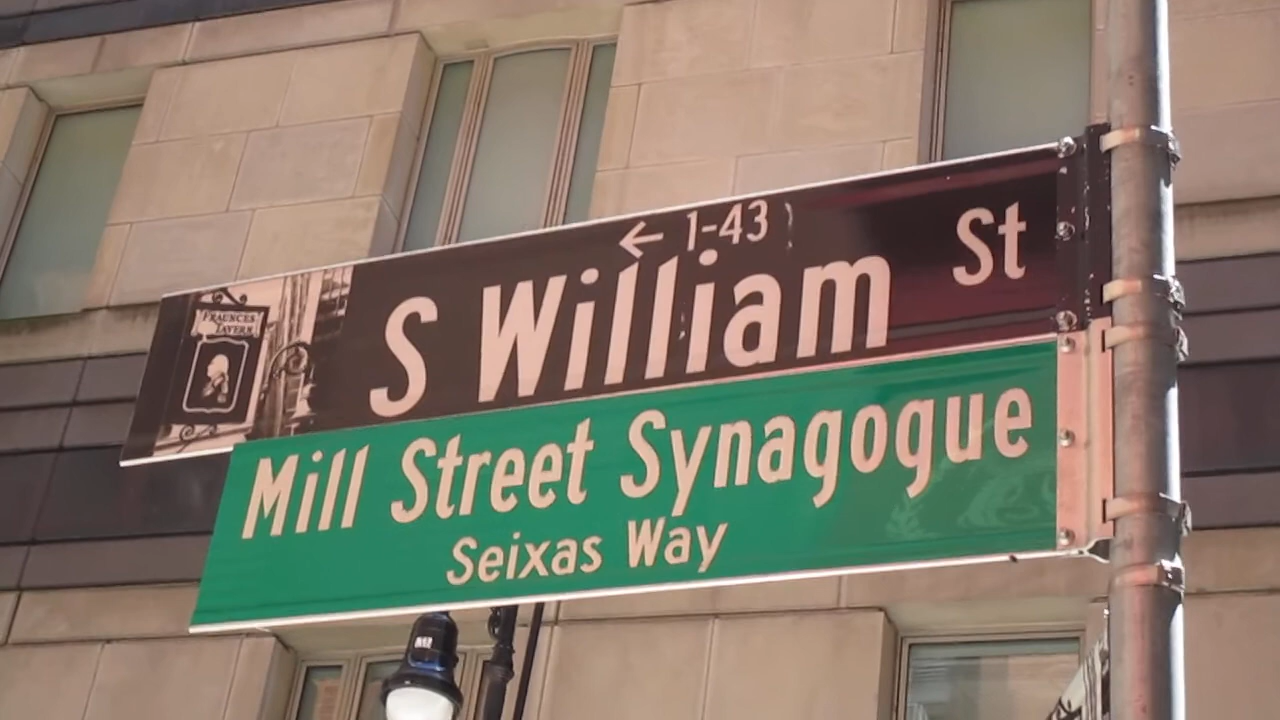 ← 1-43
S William St
FRAUNCES
TAVERN
Mill Street Synagogue
Seixas Way